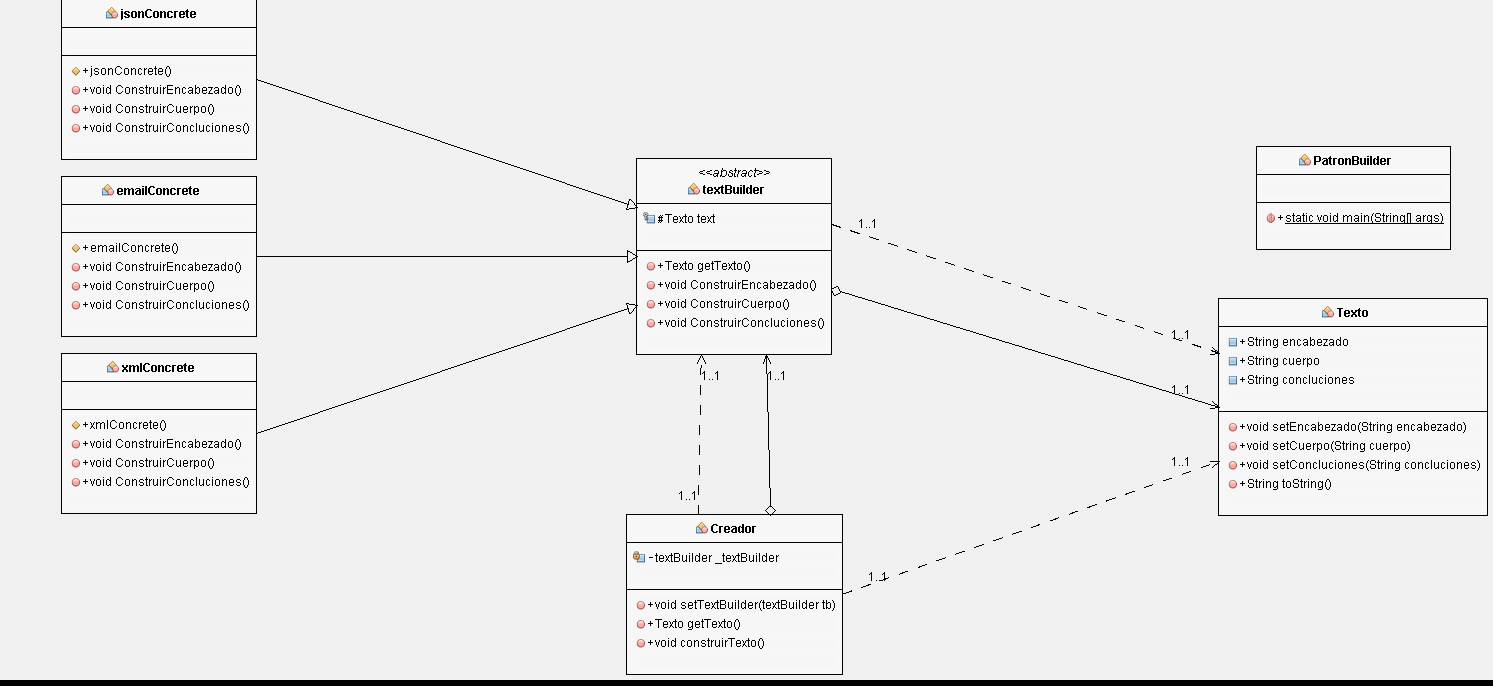 jsonConcrete
+jsonConcrete()
+void ConstruirEncabezado()
+void ConstruirCuerpo()
+void ConstruirConcluciones()
emailConcrete
+emailConcrete()
+void ConstruirEncabezado()
+void ConstruirCuerpo()
+void ConstruirConcluciones()
xmlConcrete
+xmlConcrete()
+void ConstruirEncabezado()
+void ConstruirCuerpo()
+void ConstruirConcluciones()
<<abstract>>
textBuilder
#Texto text
+Texto getTexto()
+void ConstruirEncabezado()
+void ConstruirCuerpo()
+void ConstruirConcluciones()
1..1
1..1
1..1
1..1
1..1
Creador
-textBuilder _textBuilder
+void setTextBuilder(textBuilder tb)
+Texto getTexto()
+void construirTexto()
1..1
1..1
1..1
PatronBuilder
+static void main(String[] args)
Texto
+String encabezado
+String cuerpo
+String concluciones
+void setEncabezado(String encabezado)
+void setCuerpo(String cuerpo)
+void setConcluciones(String concluciones)
+String toString()